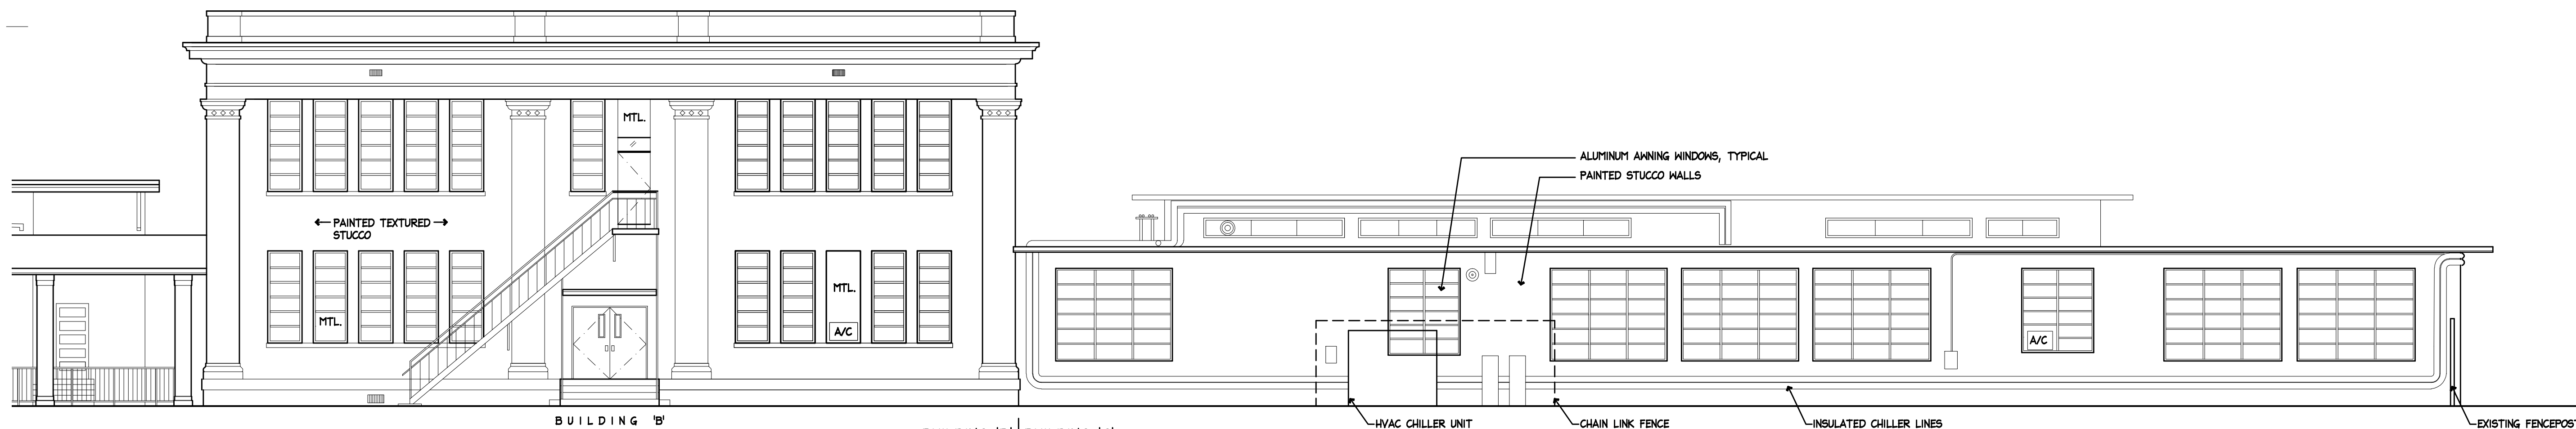 MTL.
ALUMINUM AWNING WINDOWS, TYPICAL
PAINTED STUCCO WALLS
PAINTED TEXTURED
STUCCO
MTL.
MTL.
A/C
A/C
BUILDING 'B'
HVAC CHILLER UNIT
CHAIN LINK FENCE
INSULATED CHILLER LINES
EXISTING FENCEPOST